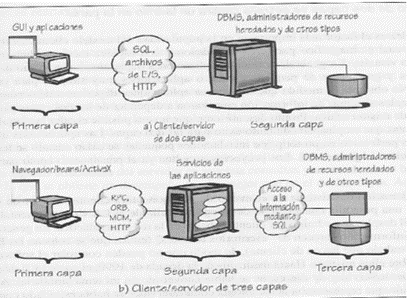 GUI y aplicaciones
DBMS, administradores de recursos
heredados y de otros tipos
SQL,
archivos
de E/S,
HTTP
Primera capa
a) Cliente/servidor
de dos capas
Segunda capa
Navegador/beans/ActiveX
Servicios de
las aplicaciones
DBMS, administradores
de recursos heredados
y de otros tipos
RPC,
ORB,
MOM,
HTTP
Acceso
a la
información
mediante
SQL
Primera capa
Segunda capa
Tercera capa
b) Cliente/servidor de tres capas